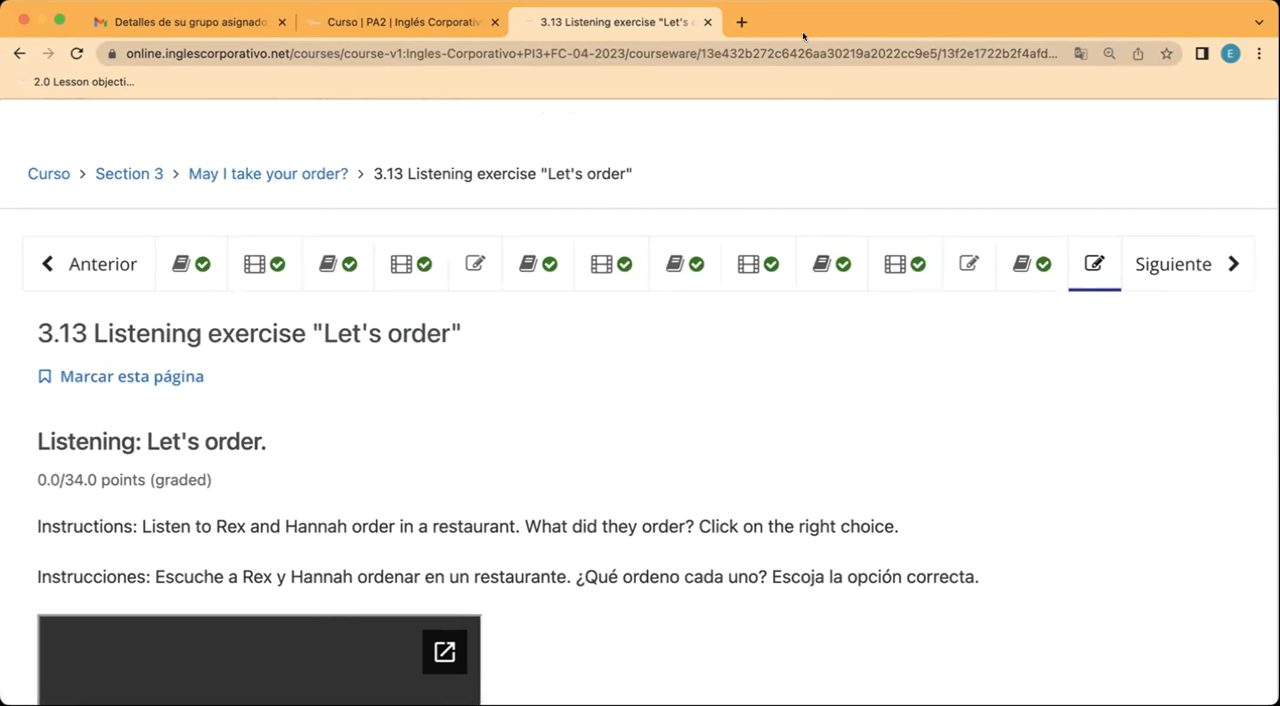 Detalles de su grupo asignado
Curso | PA2 | Inglés Corporativ
3.13 Listening exercise "Let's o
online.inglescorporativo.net/courses/course-v1:Ingles-Corporativo+PI3+FC-04-2023/courseware/13e432b272c6426aa30219a2022cc9e5/13f2e1722b2f4afd...
E
2.0 Lesson objecti...
Curso > Section 3 > May I take your order? > 3.13 Listening exercise "Let's order"
Anterior
Siguiente
3.13 Listening exercise "Let's order"
Marcar esta página
Listening: Let's order.
0.0/34.0 points (graded)
Instructions: Listen to Rex and Hannah order in a restaurant. What did they order? Click on the right choice.
Instrucciones: Escuche a Rex y Hannah ordenar en un restaurante. ¿Qué ordeno cada uno? Escoja la opción correcta.